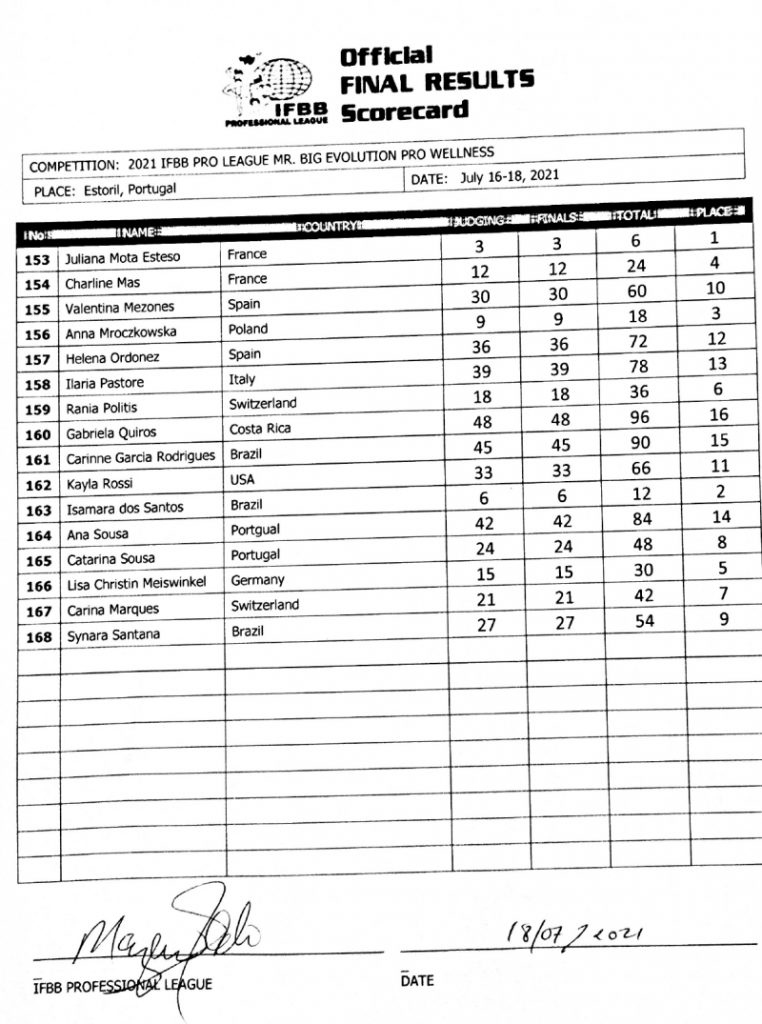 Official
FINAL RESULTS
Scorecard
IFBB
PROFESSIONAL LEAGUE
COMPETITION: 2021 IFBB PRO LEAGUE MR. BIG EVOLUTION PRO WELLNESS
PLACE: Estoril, Portugal DATE: July 16-18, 2021
No NAME COUNTRY JUDGING FINALS TOTAL PLACE
153 Juliana Mota Esteso France 3 3 6 1
154 Charline Mas France 12 12 24 4
155 Valentina Mezones Spain 30 30 60 10
156 Anna Mroczkowska Poland 9 9 18 3
157 Helena Ordonez Spain 36 36 72 12
158 Ilaria Pastore Italy 39 39 78 13
159 Rania Politis Switzerland 18 18 36 6
160 Gabriela Quiros Costa Rica 48 48 96 16
161 Carinne Garcia Rodrigues Brazil 45 45 90 15
162 Kayla Rossi USA 33 33 66 11
163 Isamara dos Santos Brazil 6 6 12 2
164 Ana Sousa Portgual 42 42 84 14
165 Catarina Sousa Portugal 24 24 48 8
166 Lisa Christin Meiswinkel Germany 15 15 30 5
167 Carina Marques Switzerland 21 21 42 7
168 Synara Santana Brazil 27 27 54 9
18/07/2021
IFBB PROFESSIONAL LEAGUE DATE